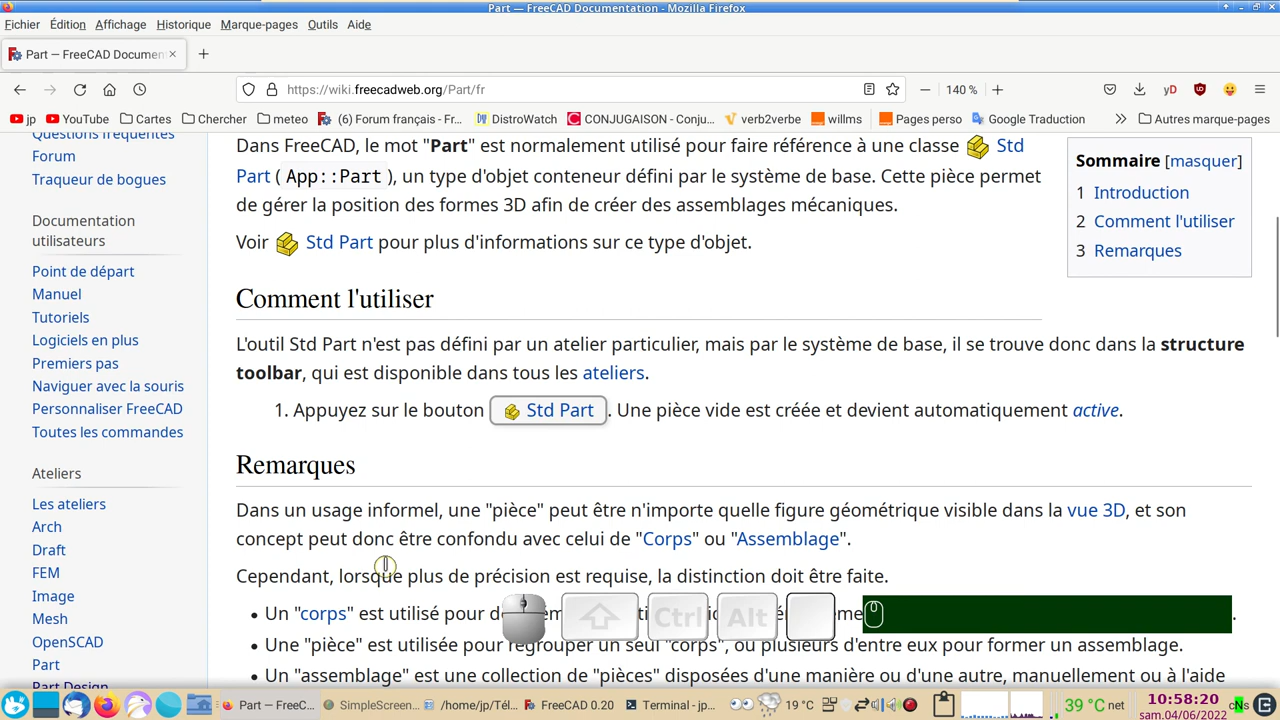 Part — FreeCAD Documentation - Mozilla Firefox
Fichier Édition Affichage Historique Marque-pages Outils Aide
Part — FreeCAD Documen
https://wiki.freecadweb.org/Part/fr
140 %
jp YouTube Cartes Chercher meteo (6) Forum français - Fr... DistroWatch CONJUGAISON - Conju... verb2verbe willms Pages perso Google Traduction Autres marque-pages
Questions fréquentes
Forum
Traqueur de bogues
Documentation
utilisateurs
Point de départ
Manuel
Tutoriels
Logiciels en plus
Premiers pas
Naviguer avec la souris
Personnaliser FreeCAD
Toutes les commandes
Ateliers
Les ateliers
Arch
Draft
FEM
Image
Mesh
OpenSCAD
Part
Part Design
Dans FreeCAD, le mot "Part" est normalement utilisé pour faire référence à une classe Std
Part ( App::Part ), un type d'objet conteneur défini par le système de base. Cette pièce permet
de gérer la position des formes 3D afin de créer des assemblages mécaniques.
Voir Std Part pour plus d'informations sur ce type d'objet.
Sommaire [masquer]
1 Introduction
2 Comment l'utiliser
3 Remarques
Comment l'utiliser
L'outil Std Part n'est pas défini par un atelier particulier, mais par le système de base, il se trouve donc dans la structure
toolbar, qui est disponible dans tous les ateliers.
1. Appuyez sur le bouton Std Part. Une pièce vide est créée et devient automatiquement active.
Remarques
Dans un usage informel, une "pièce" peut être n'importe quelle figure géométrique visible dans la vue 3D, et son
concept peut donc être confondu avec celui de "Corps" ou "Assemblage".
Cependant, lorsque plus de précision est requise, la distinction doit être faite.
• Un "corps" est utilisé pour
• Une "pièce" est utilisée pour regrouper un seul "corps", ou plusieurs d'entre eux pour former un assemblage.
• Un "assemblage" est une collection de "pièces" disposées d'une manière ou d'une autre, manuellement ou à l'aide
Ctrl Alt
Part — FreeC... SimpleScreen... /home/jp/Tél... FreeCAD 0.20 Terminal - jp... 19 °C 39 °C net 10:58:20
sam.04/06/2022